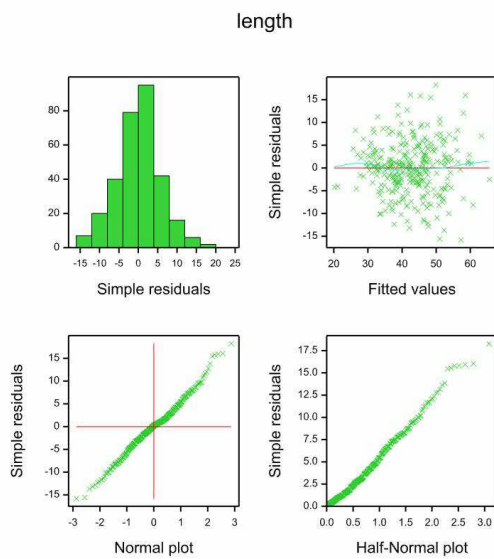 length
80
60
40
20
0
-15 -10 -5 0 5 10 15 20 25
Simple residuals
Simple residuals
15
10
5
0
-5
-10
-15
20 30 40 50 60
Fitted values
Simple residuals
15
10
5
0
-5
-10
-15
-3 -2 -1 0 1 2 3
Normal plot
Simple residuals
17.5
15.0
12.5
10.0
7.5
5.0
2.5
0.0
0.0 0.5 1.0 1.5 2.0 2.5 3.0
Half-Normal plot